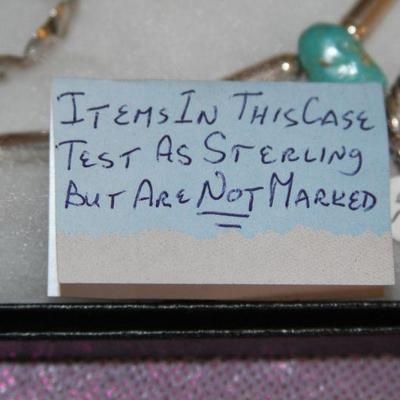 Items In This Case
Test As Sterling
But Are Not Marked